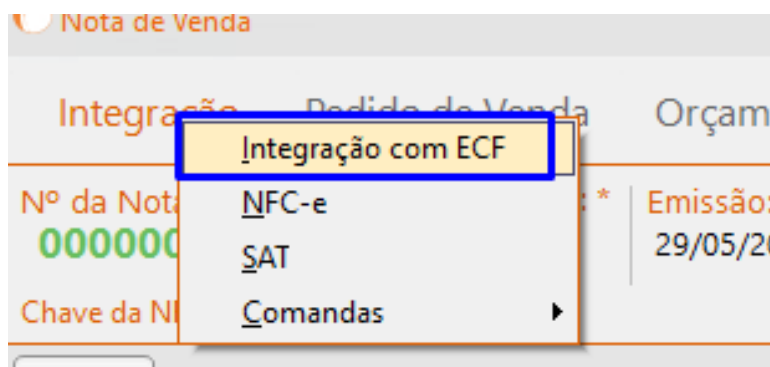 Nota de Venda
Integração Pedido de Venda Orçam
Integração com ECF
Nº da Nota * Emissão:
NFC-e
000000 29/05/20
SAT
Chave da NF
Comandas